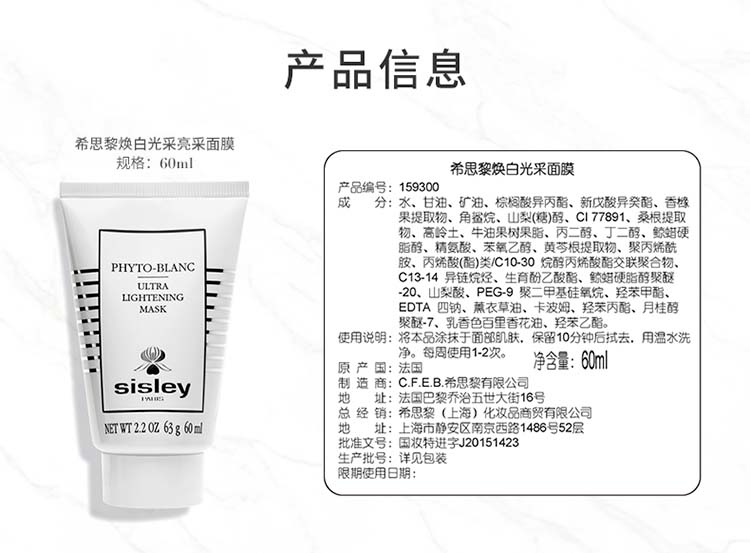 产品信息
希思黎焕白光采亮采面膜
规格：60ml
PHYTO-BLANC
ULTRA
LIGHTENING
MASK
sisley
PARIS
NET WT 2.2 OZ 63 g 60 ml
希思黎焕白光采面膜
产品编号：159300
成 分：水、甘油、矿油、棕榈酸异丙酯、新戊酸异癸酯、香橼
果提取物、角鲨烷、山梨(糖)醇、CI 77891、桑根提取
物、高岭土、牛油果树果脂、丙二醇、丁二醇、鲸蜡硬
脂醇、精氨酸、苯氧乙醇、黄芩根提取物、聚丙烯酰
胺、丙烯酸(酯)类/C10-30 烷醇丙烯酸酯交联聚合物、
C13-14 异链烷烃、生育酚乙酸酯、鲸蜡硬脂醇聚醚
-20、山梨酸、PEG-9 聚二甲基硅氧烷、羟苯甲酯、
EDTA 四钠、薰衣草油、卡波姆、羟苯丙酯、月桂醇
聚醚-7、乳香色百里香花油、羟苯乙酯。
使用说明：将本品涂抹于面部肌肤，保留10分钟后拭去，用温水洗
净。每周使用1-2次。 净含量：60ml
原 产 国：法国
制 造 商：C.F.E.B.希思黎有限公司
地 址：法国巴黎乔治五世大街16号
总 经 销：希思黎（上海）化妆品商贸有限公司
地 址：上海市静安区南京西路1486号52层
批准文号：国妆特进字J20151423
生产批号：详见包装
限期使用日期：